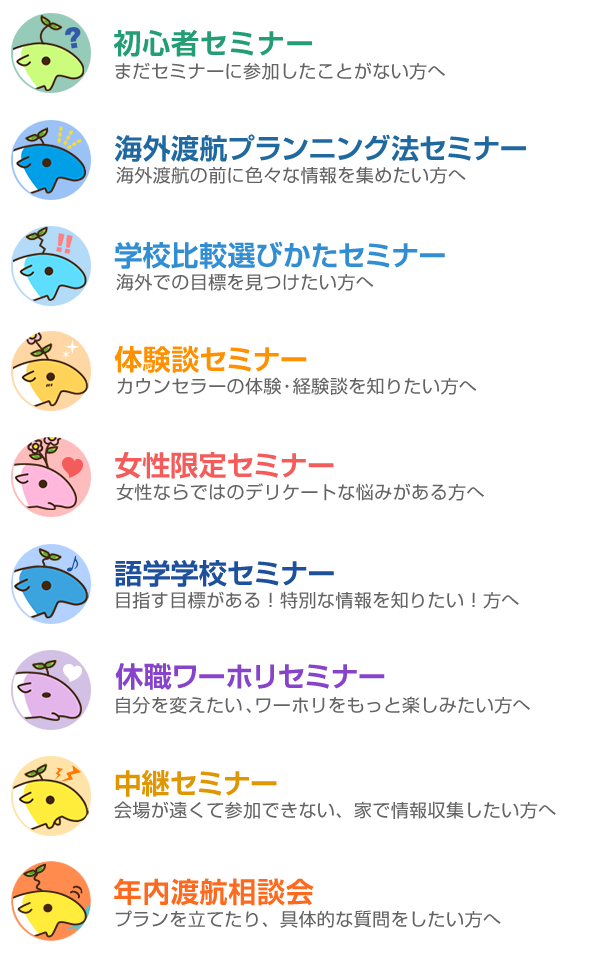 ?
初心者セミナー
まだセミナーに参加したことがない方へ
海外渡航プランニング法セミナー
海外渡航の前に色々な情報を集めたい方へ
!!
学校比較選びかたセミナー
海外での目標を見つけたい方へ
体験談セミナー
カウンセラーの体験・経験談を知りたい方へ
女性限定セミナー
女性ならではのデリケートな悩みがある方へ
語学学校セミナー
目指す目標がある！特別な情報を知りたい！方へ
休職ワーホリセミナー
自分を変えたい、ワーホリをもっと楽しみたい方へ
中継セミナー
会場が遠くて参加できない、家で情報収集したい方へ
年内渡航相談会
プランを立てたり、具体的な質問をしたい方へ